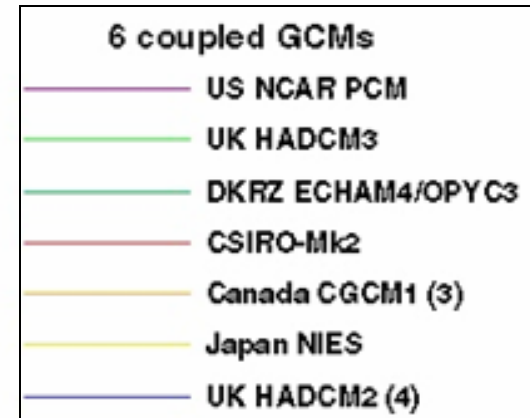 6 coupled GCMs
US NCAR PCM
UK HADCM3
DKRZ ECHAM4/OPYC3
CSIRO-Mk2
Canada CGCM1 (3)
Japan NIES
UK HADCM2 (4)